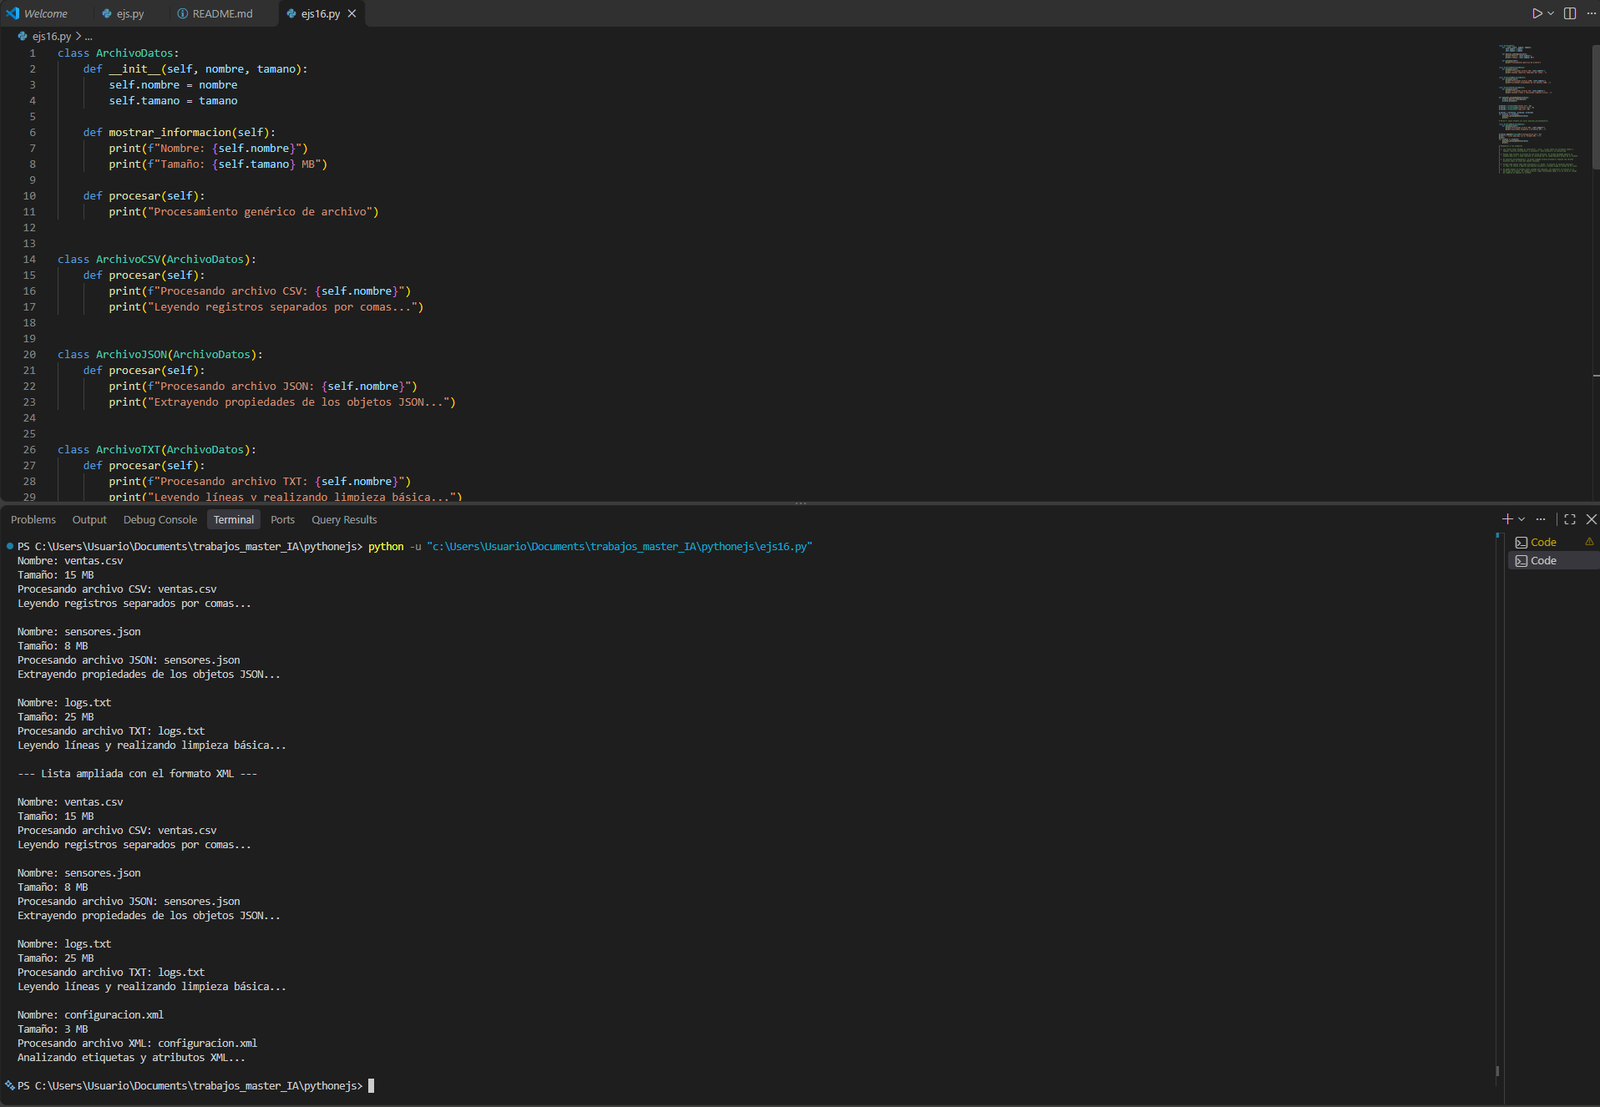 Welcome ejs.py README.md ejs16.py
ejs16.py > ...
1 class ArchivoDatos:
2     def __init__(self, nombre, tamano):
3         self.nombre = nombre
4         self.tamano = tamano
5
6     def mostrar_informacion(self):
7         print(f"Nombre: {self.nombre}")
8         print(f"Tamaño: {self.tamano} MB")
9
10     def procesar(self):
11         print("Procesamiento genérico de archivo")
12
13
14 class ArchivoCSV(ArchivoDatos):
15     def procesar(self):
16         print(f"Procesando archivo CSV: {self.nombre}")
17         print("Leyendo registros separados por comas...")
18
19
20 class ArchivoJSON(ArchivoDatos):
21     def procesar(self):
22         print(f"Procesando archivo JSON: {self.nombre}")
23         print("Extrayendo propiedades de los objetos JSON...")
24
25
26 class ArchivoTXT(ArchivoDatos):
27     def procesar(self):
28         print(f"Procesando archivo TXT: {self.nombre}")
29         print("Leyendo líneas y realizando limpieza básica...")
Problems Output Debug Console Terminal Ports Query Results
PS C:\Users\Usuario\Documents\trabajos_master_IA\pythonejs> python -u "c:\Users\Usuario\Documents\trabajos_master_IA\pythonejs\ejs16.py"
Code
Code
Nombre: ventas.csv
Tamaño: 15 MB
Procesando archivo CSV: ventas.csv
Leyendo registros separados por comas...

Nombre: sensores.json
Tamaño: 8 MB
Procesando archivo JSON: sensores.json
Extrayendo propiedades de los objetos JSON...

Nombre: logs.txt
Tamaño: 25 MB
Procesando archivo TXT: logs.txt
Leyendo líneas y realizando limpieza básica...

--- Lista ampliada con el formato XML ---

Nombre: ventas.csv
Tamaño: 15 MB
Procesando archivo CSV: ventas.csv
Leyendo registros separados por comas...

Nombre: sensores.json
Tamaño: 8 MB
Procesando archivo JSON: sensores.json
Extrayendo propiedades de los objetos JSON...

Nombre: logs.txt
Tamaño: 25 MB
Procesando archivo TXT: logs.txt
Leyendo líneas y realizando limpieza básica...

Nombre: configuracion.xml
Tamaño: 3 MB
Procesando archivo XML: configuracion.xml
Analizando etiquetas y atributos XML...

PS C:\Users\Usuario\Documents\trabajos_master_IA\pythonejs>